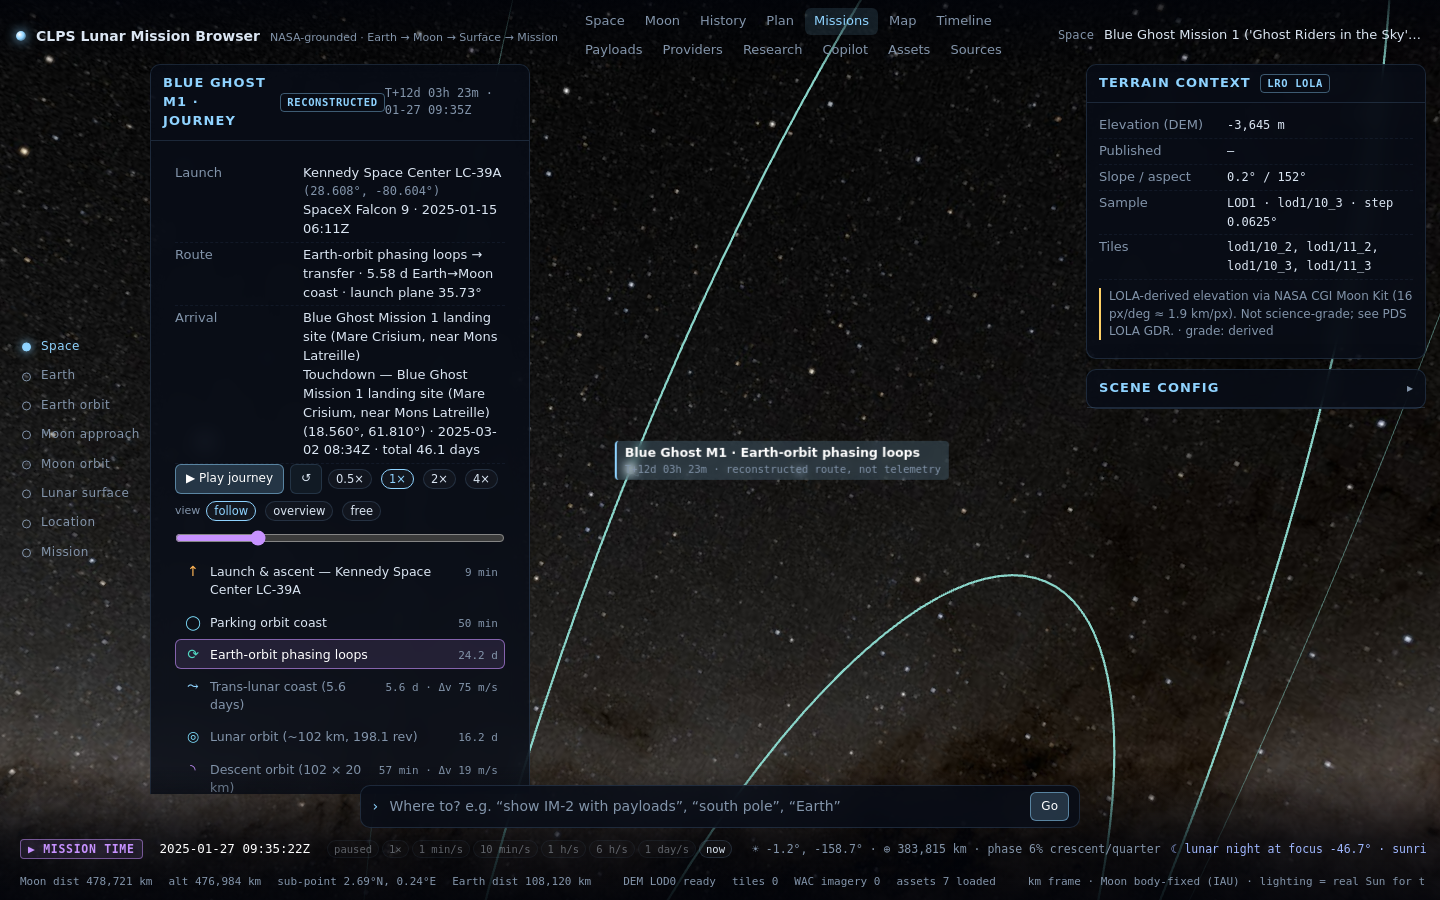 CLPS Lunar Mission Browser NASA-grounded · Earth → Moon → Surface → Mission
Space Moon History Plan Missions Map Timeline
Payloads Providers Research Copilot Assets Sources
Space Blue Ghost Mission 1 ('Ghost Riders in the Sky'...
Space
Earth
Earth orbit
Moon approach
Moon orbit
Lunar surface
Location
Mission
BLUE GHOST
M1 ·
JOURNEY
RECONSTRUCTED
T+12d 03h 23m ·
01-27 09:35Z
Launch
Kennedy Space Center LC-39A
(28.608°, -80.604°)
SpaceX Falcon 9 · 2025-01-15
06:11Z
Route
Earth-orbit phasing loops →
transfer · 5.58 d Earth→Moon
coast · launch plane 35.73°
Arrival
Blue Ghost Mission 1 landing
site (Mare Crisium, near Mons
Latreille)
Touchdown — Blue Ghost
Mission 1 landing site (Mare
Crisium, near Mons Latreille)
(18.560°, 61.810°) · 2025-03-
02 08:34Z · total 46.1 days
▶ Play journey ↺ 0.5× 1× 2× 4×
view follow overview free
↑ Launch & ascent — Kennedy Space
Center LC-39A
9 min
◯ Parking orbit coast 50 min
⟳ Earth-orbit phasing loops 24.2 d
⤳ Trans-lunar coast (5.6
days)
5.6 d · Δv 75 m/s
◎ Lunar orbit (~102 km, 198.1 rev) 16.2 d
◝ Descent orbit (102 × 20
km)
57 min · Δv 19 m/s
Blue Ghost M1 · Earth-orbit phasing loops
12d 03h 23m · reconstructed route, not telemetry
TERRAIN CONTEXT LRO LOLA
Elevation (DEM) -3,645 m
Published —
Slope / aspect 0.2° / 152°
Sample
LOD1 · lod1/10_3 · step
0.0625°
Tiles
lod1/10_2, lod1/11_2,
lod1/10_3, lod1/11_3
LOLA-derived elevation via NASA CGI Moon Kit (16
px/deg ≈ 1.9 km/px). Not science-grade; see PDS
LOLA GDR. · grade: derived
SCENE CONFIG ▸
› Where to? e.g. “show IM-2 with payloads”, “south pole”, “Earth” Go
▶ MISSION TIME 2025-01-27 09:35:22Z paused 1× 1 min/s 10 min/s 1 h/s 6 h/s 1 day/s now ☀ -1.2°, -158.7° · ⊕ 383,815 km · phase 6% crescent/quarter ☾ lunar night at focus -46.7° · sunri
Moon dist 478,721 km alt 476,984 km sub-point 2.69°N, 0.24°E Earth dist 108,120 km DEM LOD0 ready tiles 0 WAC imagery 0 assets 7 loaded km frame · Moon body-fixed (IAU) · lighting = real Sun for t